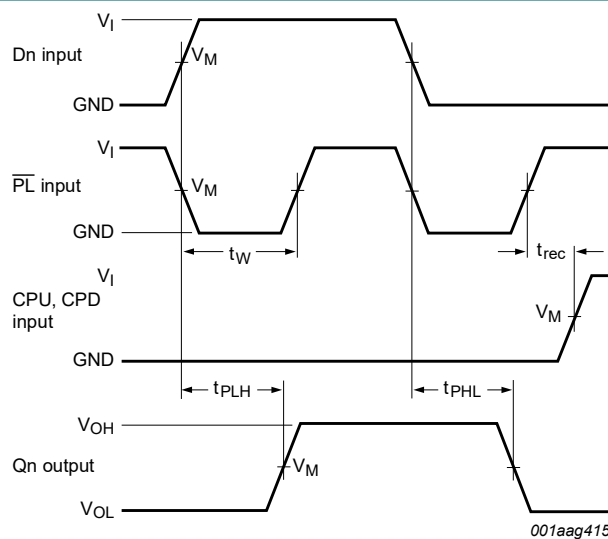 V_I
Dn input
V_M
GND
V_I
P̅L̅ input
V_M
GND
t_W
t_rec
V_I
CPU, CPD
input
V_M
GND
t_PLH
t_PHL
V_OH
Qn output
V_M
V_OL
001aag415